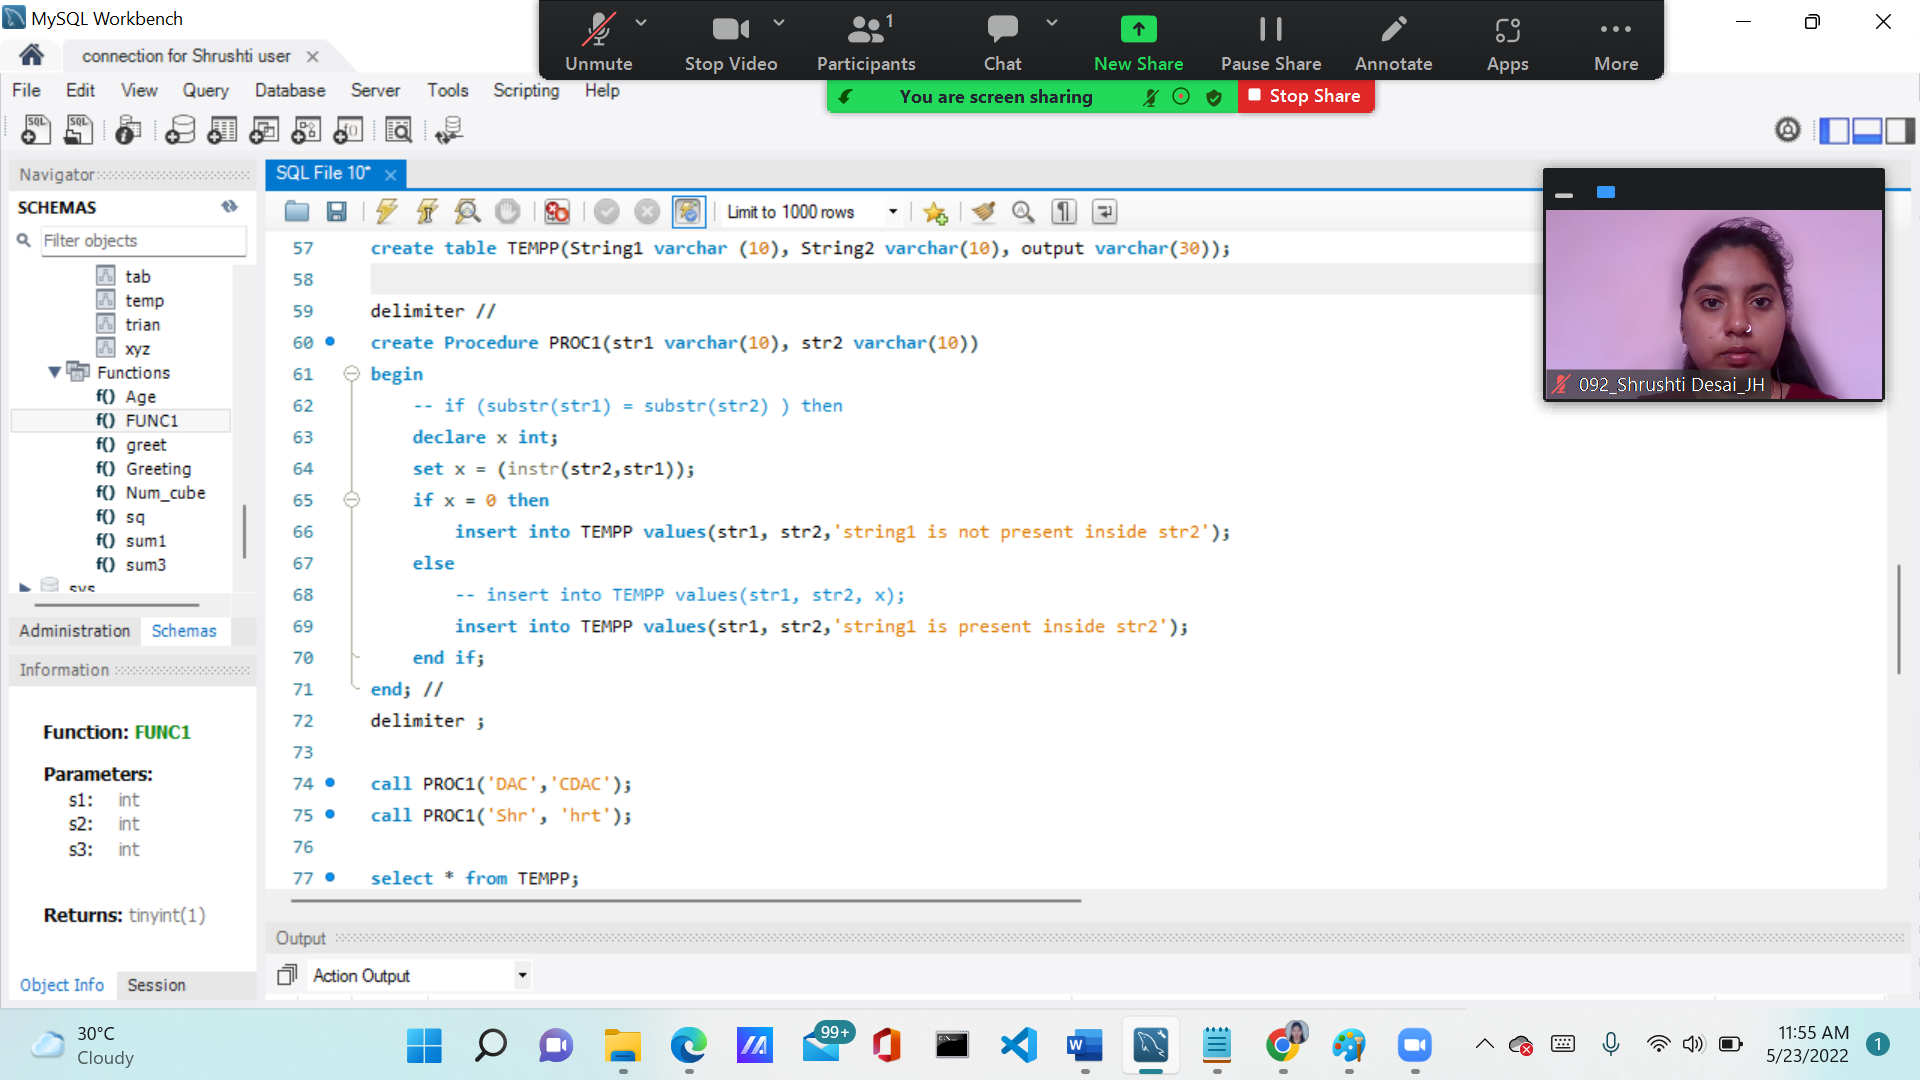 MySQL Workbench
connection for Shrushti user
Unmute
Stop Video
1
Participants
Chat
New Share
Pause Share
Annotate
Apps
More
You are screen sharing
Stop Share
File Edit View Query Database Server Tools Scripting Help
Navigator
SCHEMAS
Filter objects
tab
temp
trian
xyz
Functions
f() Age
f() FUNC1
f() greet
f() Greeting
f() Num_cube
f() sq
f() sum1
f() sum3
sys
Administration Schemas
Information
Function: FUNC1
Parameters:
s1: int
s2: int
s3: int
Returns: tinyint(1)
Object Info Session
SQL File 10*
Limit to 1000 rows
57 create table TEMPP(String1 varchar (10), String2 varchar(10), output varchar(30));
58
59 delimiter //
60 create Procedure PROC1(str1 varchar(10), str2 varchar(10))
61 begin
62 -- if (substr(str1) = substr(str2) ) then
63 declare x int;
64 set x = (instr(str2,str1));
65 if x = 0 then
66 insert into TEMPP values(str1, str2,'string1 is not present inside str2');
67 else
68 -- insert into TEMPP values(str1, str2, x);
69 insert into TEMPP values(str1, str2,'string1 is present inside str2');
70 end if;
71 end; //
72 delimiter ;
73
74 call PROC1('DAC','CDAC');
75 call PROC1('Shr', 'hrt');
76
77 select * from TEMPP;
092_Shrushti Desai_JH
Output
Action Output
30°C
Cloudy
99+
11:55 AM
5/23/2022
1